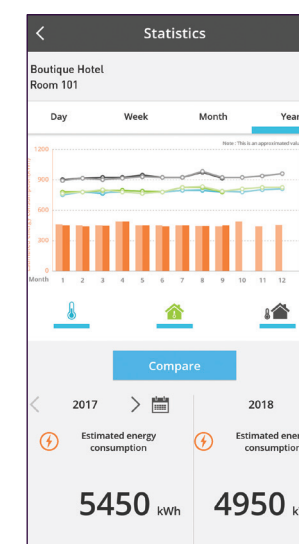 Statistics
Boutique Hotel
Room 101
Day Week Month Year
Note : This is an approximated valu
1200
900
600
300
0
Month 1 2 3 4 5 6 7 8 9 10 11 12
Compare
2017 2018
Estimated energy consumption
Estimated ener
consumption
5450 kWh
4950 k